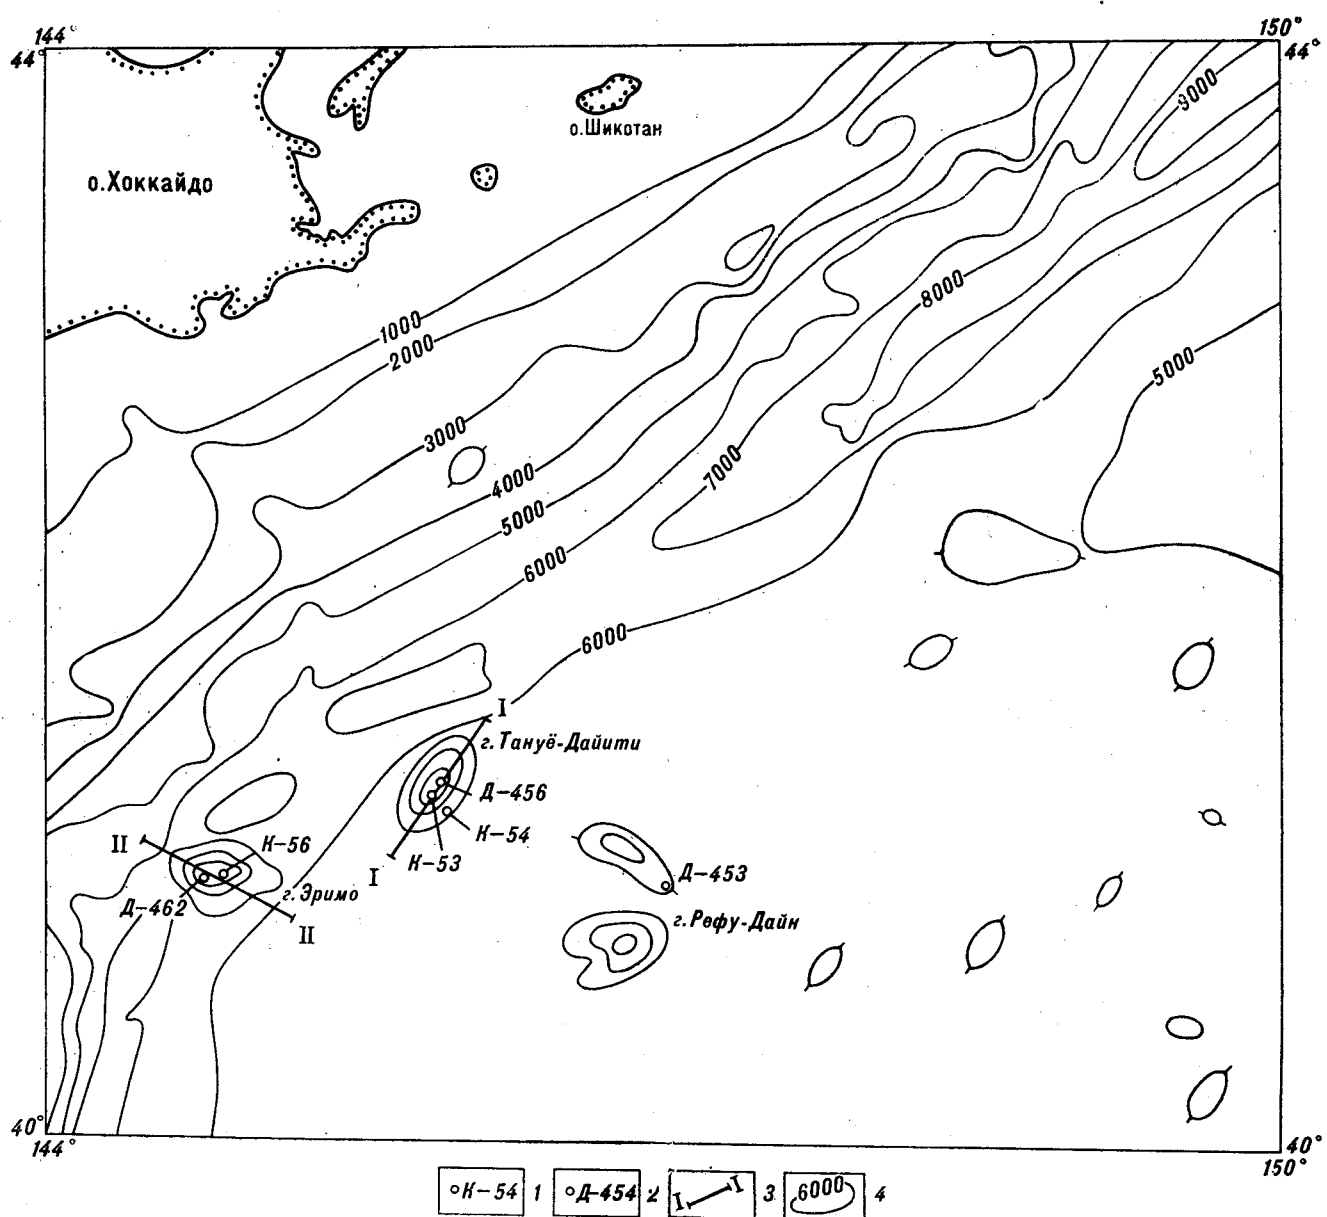 144°
150°
44°
44°
9000
о.Шикотан
о.Хоккайдо
8000
1000
2000
5000
3000
7000
4000
5000
6000
6000
I
г.Тануё-Дайити
Д-456
К-54
К-53
I
II
К-56
Д-453
г.Эримо
Д-462
г.Рефу-Дайн
II
40°
144°
40°
150°
К-54 1 Д-454 2 I I 3 6000 4